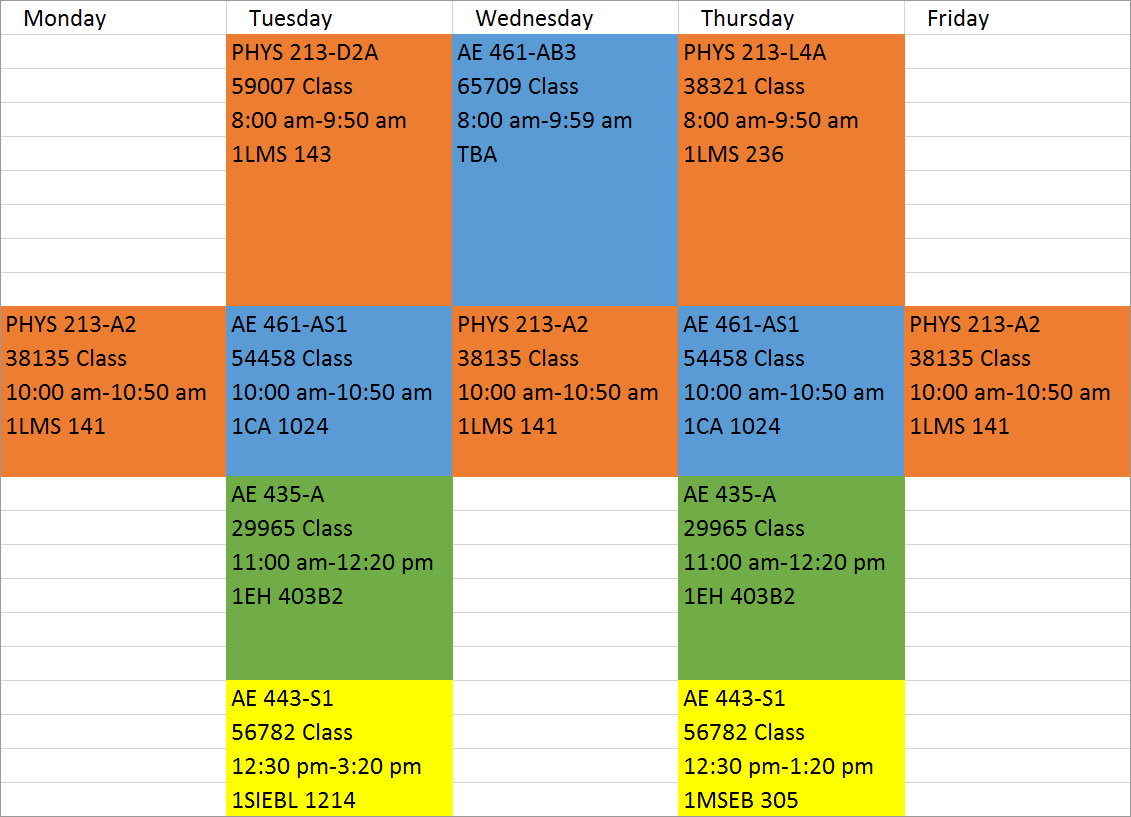 Monday Tuesday Wednesday Thursday Friday
PHYS 213-D2A
59007 Class
8:00 am-9:50 am
1LMS 143
AE 461-AB3
65709 Class
8:00 am-9:59 am
TBA
PHYS 213-L4A
38321 Class
8:00 am-9:50 am
1LMS 236
PHYS 213-A2
38135 Class
10:00 am-10:50 am
1LMS 141
AE 461-AS1
54458 Class
10:00 am-10:50 am
1CA 1024
PHYS 213-A2
38135 Class
10:00 am-10:50 am
1LMS 141
AE 461-AS1
54458 Class
10:00 am-10:50 am
1CA 1024
PHYS 213-A2
38135 Class
10:00 am-10:50 am
1LMS 141
AE 435-A
29965 Class
11:00 am-12:20 pm
1EH 403B2
AE 435-A
29965 Class
11:00 am-12:20 pm
1EH 403B2
AE 443-S1
56782 Class
12:30 pm-3:20 pm
1SIEBL 1214
AE 443-S1
56782 Class
12:30 pm-1:20 pm
1MSEB 305